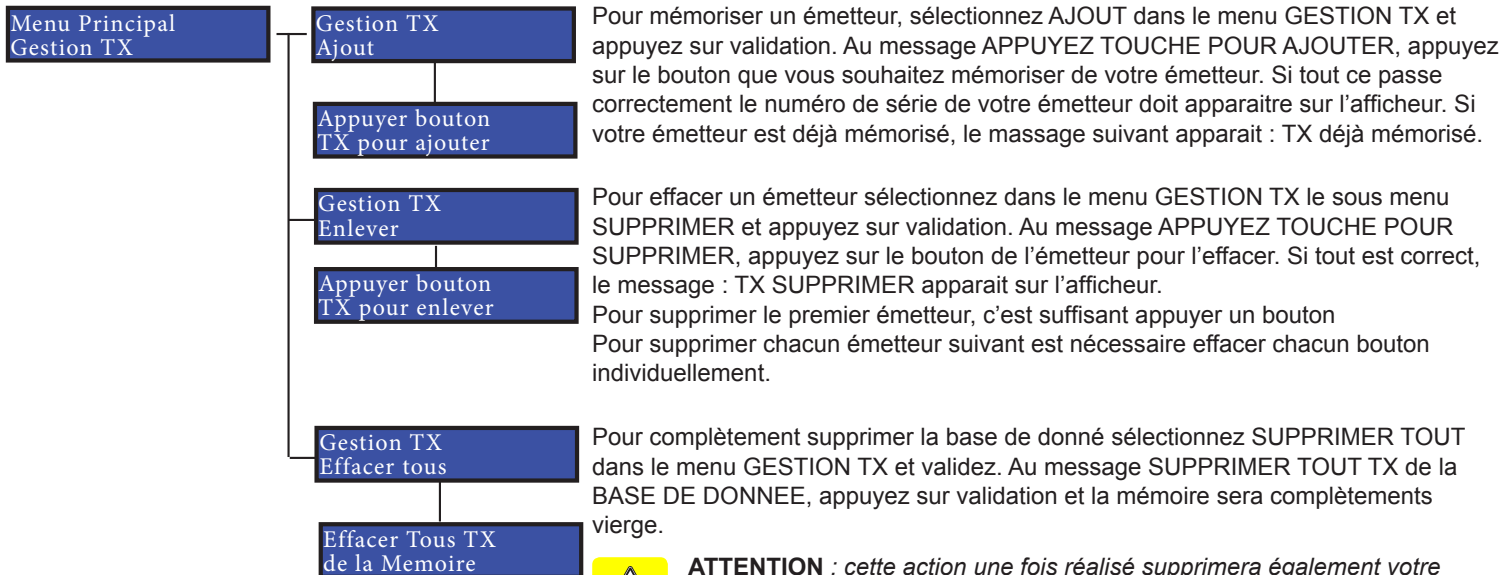 Menu Principal
Gestion TX
Gestion TX
Ajout
Appuyer bouton
TX pour ajouter
Pour mémoriser un émetteur, sélectionnez AJOUT dans le menu GESTION TX et
appuyez sur validation. Au message APPUYEZ TOUCHE POUR AJOUTER, appuyez
sur le bouton que vous souhaitez mémoriser de votre émetteur. Si tout ce passe
correctement le numéro de série de votre émetteur doit apparaitre sur l’afficheur. Si
votre émetteur est déjà mémorisé, le massage suivant apparait : TX déjà mémorisé.
Gestion TX
Enlever
Appuyer bouton
TX pour enlever
Pour effacer un émetteur sélectionnez dans le menu GESTION TX le sous menu
SUPPRIMER et appuyez sur validation. Au message APPUYEZ TOUCHE POUR
SUPPRIMER, appuyez sur le bouton de l’émetteur pour l’effacer. Si tout est correct,
le message : TX SUPPRIMER apparait sur l’afficheur.
Pour supprimer le premier émetteur, c’est suffisant appuyer un bouton
Pour supprimer chacun émetteur suivant est nécessaire effacer chacun bouton
individuellement.
Gestion TX
Effacer tous
Effacer Tous TX
de la Memoire
Pour complètement supprimer la base de donné sélectionnez SUPPRIMER TOUT
dans le menu GESTION TX et validez. Au message SUPPRIMER TOUT TX de la
BASE DE DONNEE, appuyez sur validation et la mémoire sera complètements
vierge.
ATTENTION : cette action une fois réalisé supprimera également votre